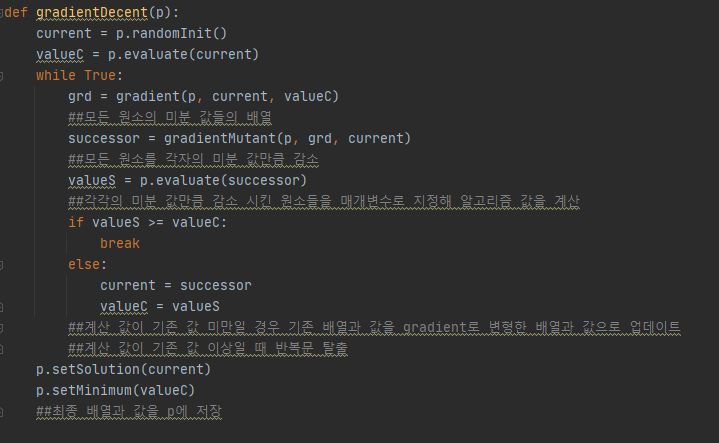 def gradientDecent(p):
    current = p.randomInit()
    valueC = p.evaluate(current)
    while True:
        grd = gradient(p, current, valueC)
        ##모든 원소의 미분 값들의 배열
        successor = gradientMutant(p, grd, current)
        ##모든 원소를 각자의 미분 값만큼 감소
        valueS = p.evaluate(successor)
        ##각각의 미분 값만큼 감소 시킨 원소들을 매개변수로 지정해 알고리즘 값을 계산
        if valueS >= valueC:
            break
        else:
            current = successor
            valueC = valueS
        ##계산 값이 기존 값 미만일 경우 기존 배열과 값을 gradient로 변형한 배열과 값으로 업데이트
        ##계산 값이 기존 값 이상일 때 반복문 탈출
    p.setSolution(current)
    p.setMinimum(valueC)
    ##최종 배열과 값을 p에 저장